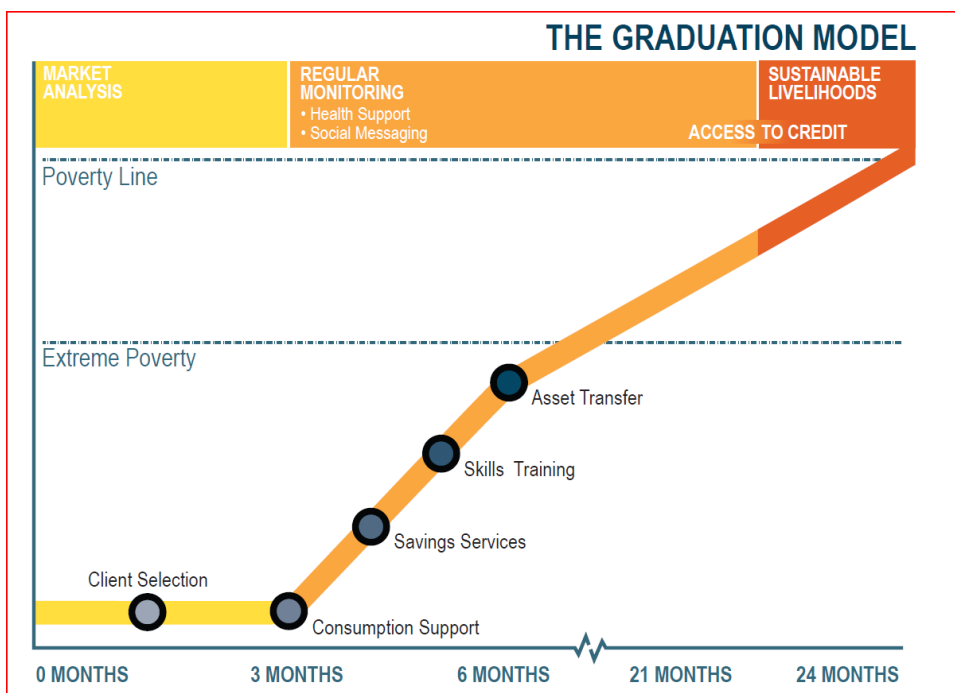 THE GRADUATION MODEL
MARKET
ANALYSIS
REGULAR
MONITORING
• Health Support
• Social Messaging
SUSTAINABLE
LIVELIHOODS
ACCESS TO CREDIT
Poverty Line
Extreme Poverty
Asset Transfer
Skills Training
Savings Services
Client Selection
Consumption Support
0 MONTHS
3 MONTHS
6 MONTHS
21 MONTHS
24 MONTHS